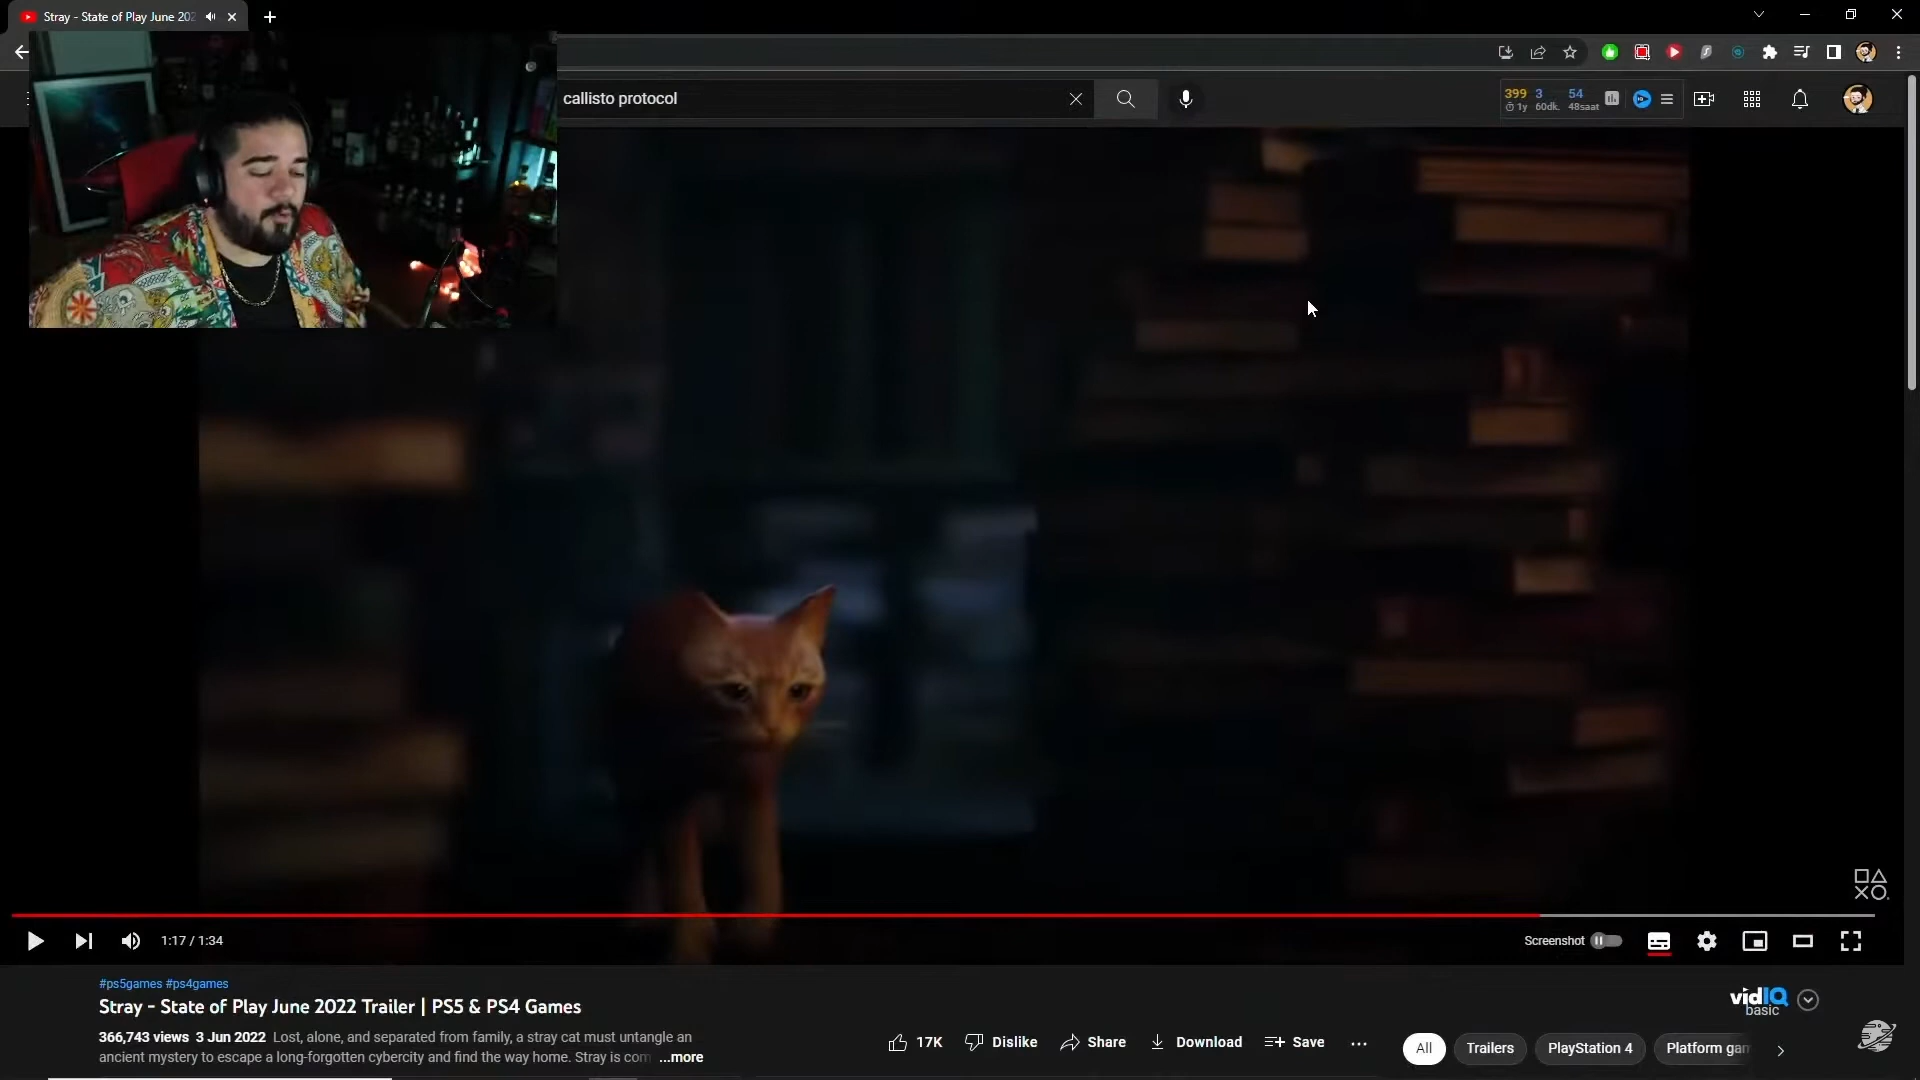 Stray - State of Play June 202
callisto protocol
399 3 54
1y 60dk. 48saat
1:17 / 1:34
Screenshot
#ps5games #ps4games
Stray - State of Play June 2022 Trailer | PS5 & PS4 Games
366,743 views 3 Jun 2022 Lost, alone, and separated from family, a stray cat must untangle an
ancient mystery to escape a long-forgotten cybercity and find the way home. Stray is com ...more
17K Dislike Share Download Save
vidIQ
basic
All Trailers PlayStation 4 Platform gam